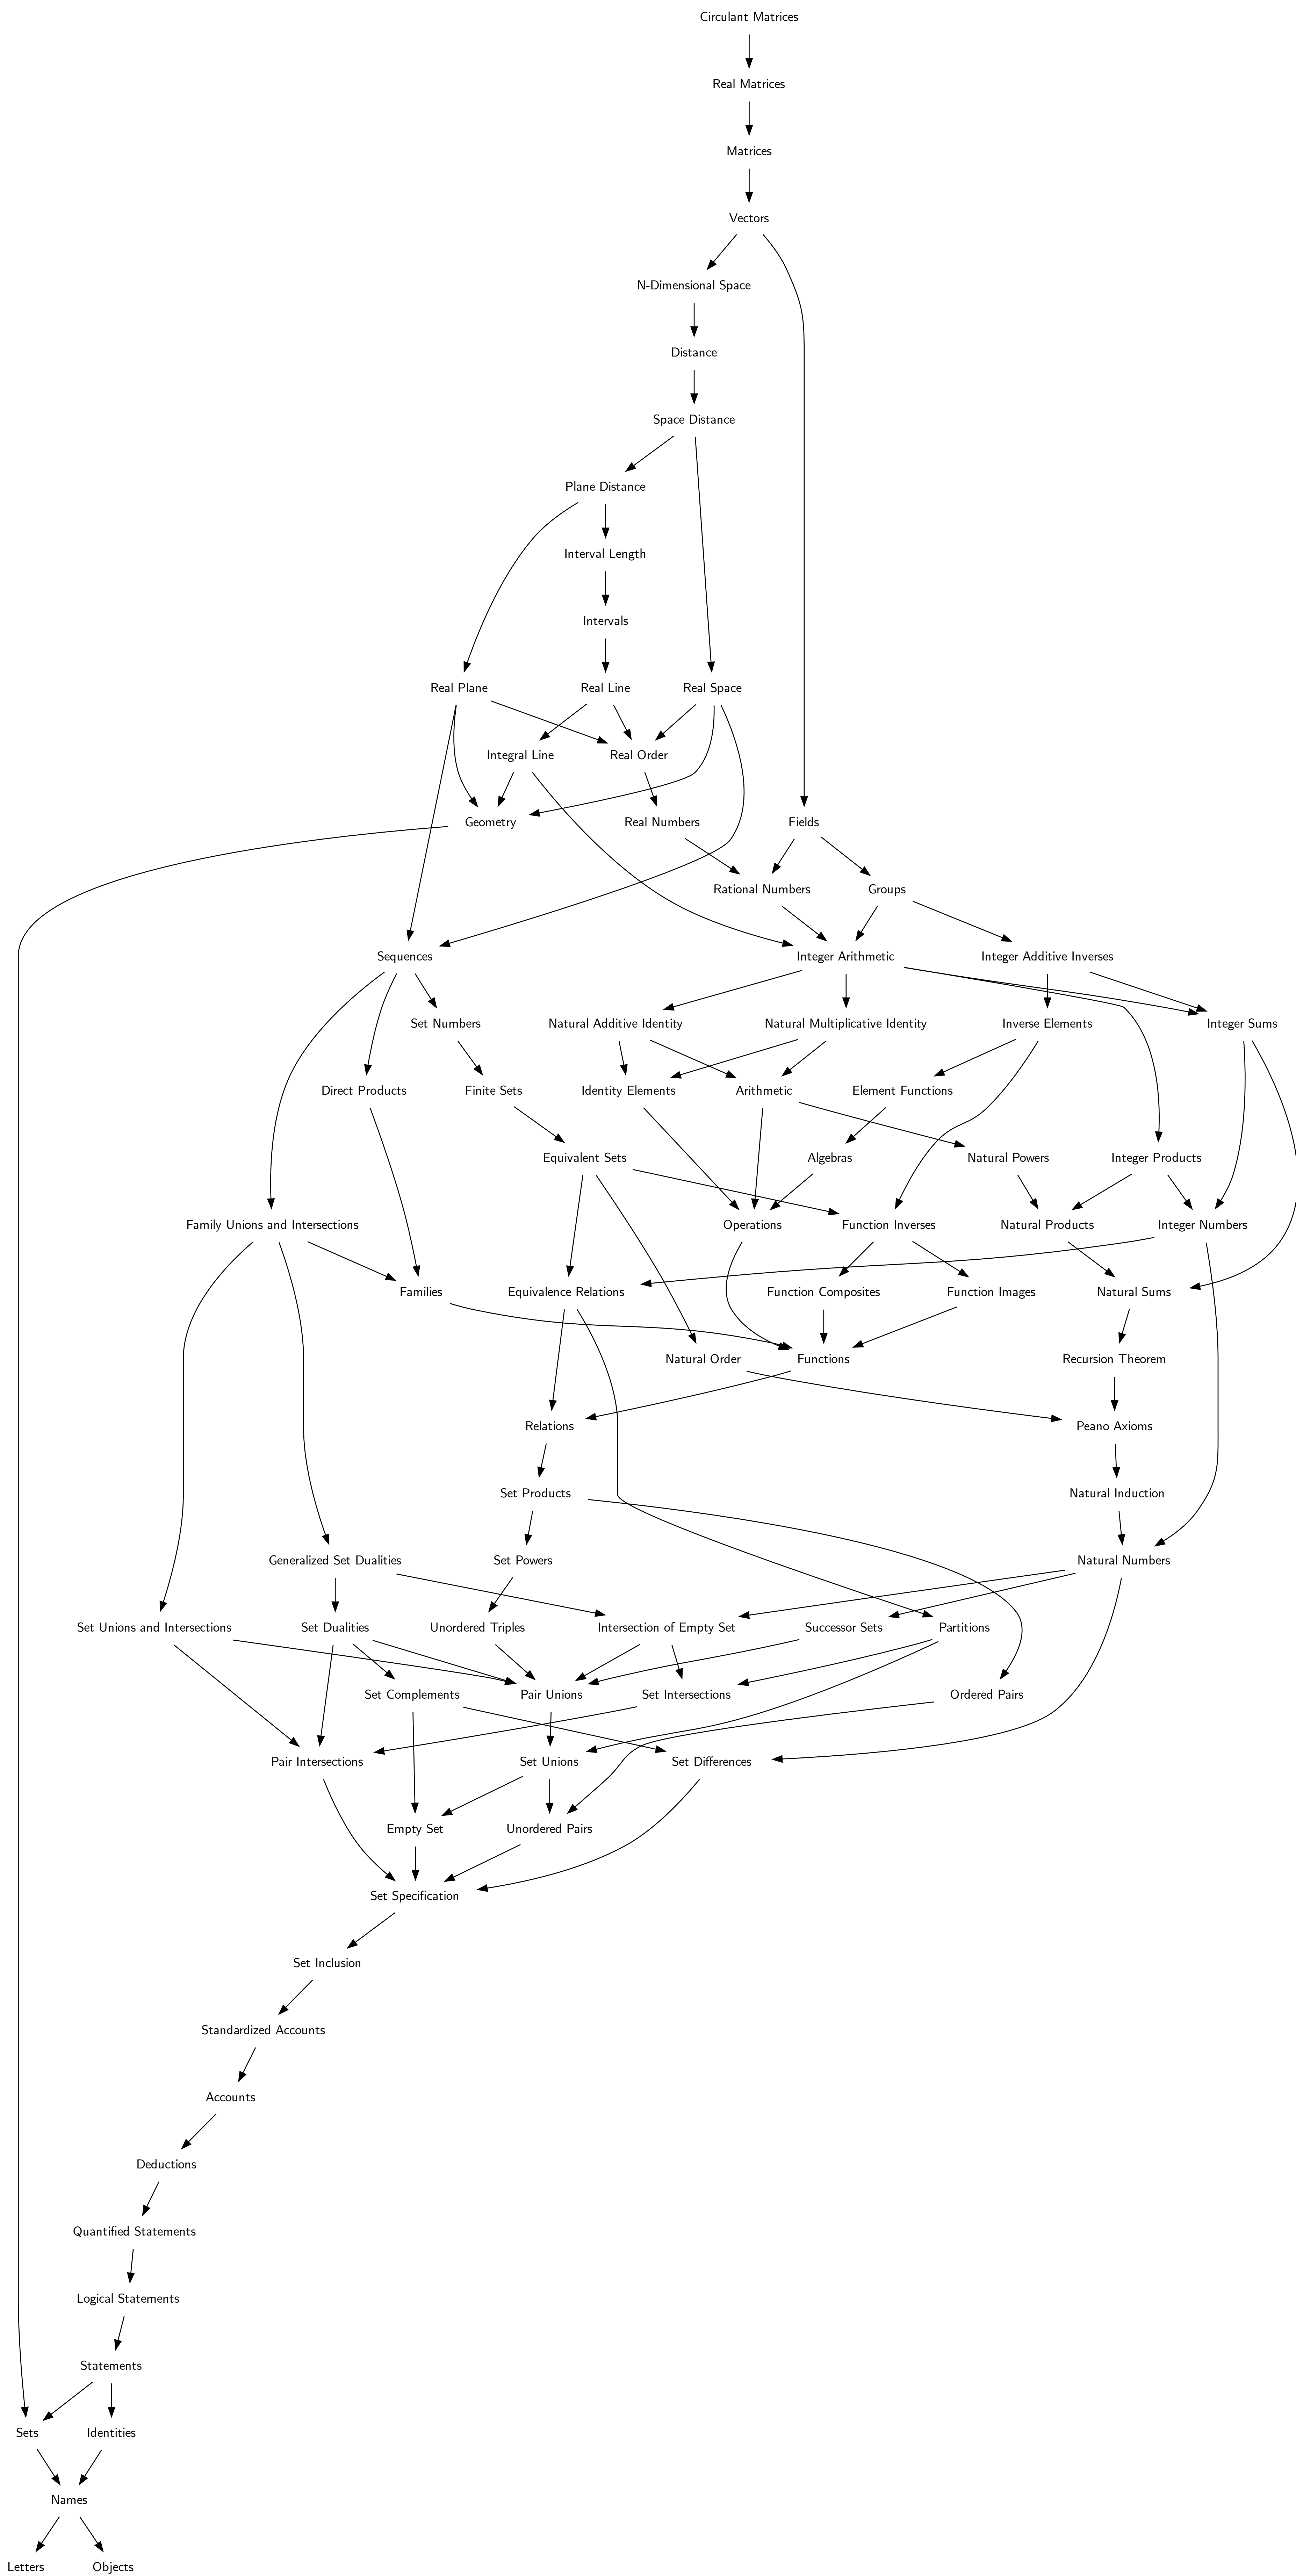 Circulant Matrices
Real Matrices
Matrices
Vectors
N-Dimensional Space
Distance
Space Distance
Plane Distance
Interval Length
Intervals
Real Plane
Real Line
Real Space
Integral Line
Real Order
Geometry
Real Numbers
Fields
Rational Numbers
Groups
Sequences
Integer Arithmetic
Integer Additive Inverses
Set Numbers
Natural Additive Identity
Natural Multiplicative Identity
Inverse Elements
Integer Sums
Direct Products
Finite Sets
Identity Elements
Arithmetic
Element Functions
Equivalent Sets
Algebras
Natural Powers
Integer Products
Family Unions and Intersections
Operations
Function Inverses
Natural Products
Integer Numbers
Families
Equivalence Relations
Function Composites
Function Images
Natural Sums
Natural Order
Functions
Recursion Theorem
Relations
Peano Axioms
Set Products
Natural Induction
Generalized Set Dualities
Set Powers
Natural Numbers
Set Unions and Intersections
Set Dualities
Unordered Triples
Intersection of Empty Set
Successor Sets
Partitions
Set Complements
Pair Unions
Set Intersections
Ordered Pairs
Pair Intersections
Set Unions
Set Differences
Empty Set
Unordered Pairs
Set Specification
Set Inclusion
Standardized Accounts
Accounts
Deductions
Quantified Statements
Logical Statements
Statements
Sets
Identities
Names
Letters
Objects